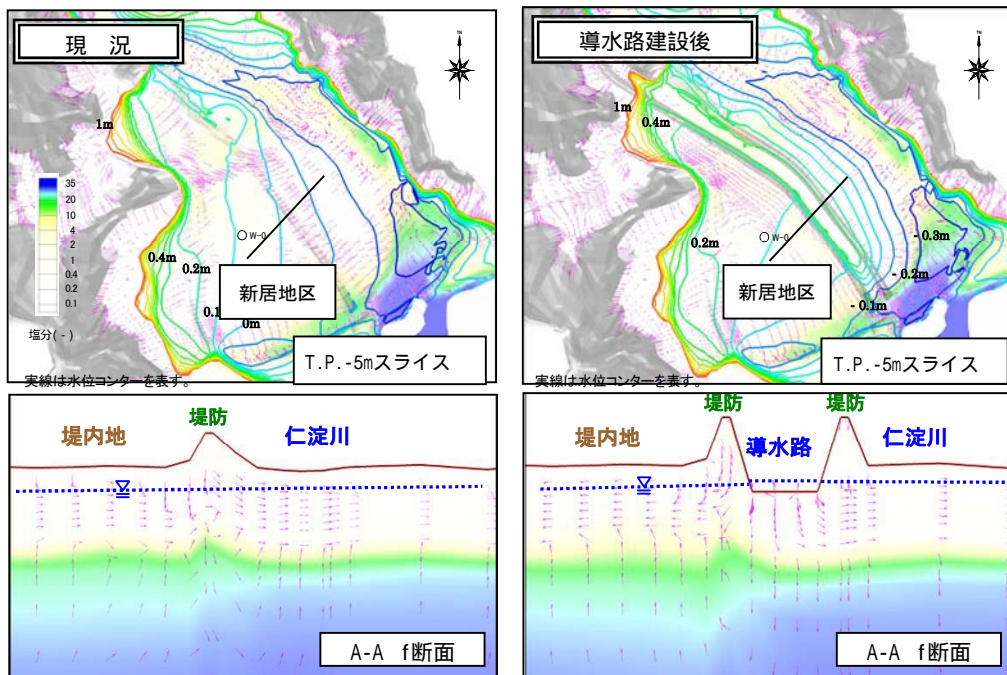 現 況
1m
35
20
10
4
2
1
0.4
0.2
0.1
塩分( - )
0.4m
0.2m
0.1
0m
W-0
新居地区
T.P.-5mスライス
実線は水位コンターを表す。
導水路建設後
1m
0.4m
0.2m
W-0
新居地区
- 0.3m
- 0.2m
- 0.1m
T.P.-5mスライス
実線は水位コンターを表す。
堤内地
堤防
仁淀川
A-A f断面
堤内地
堤防
導水路
堤防
仁淀川
A-A f断面